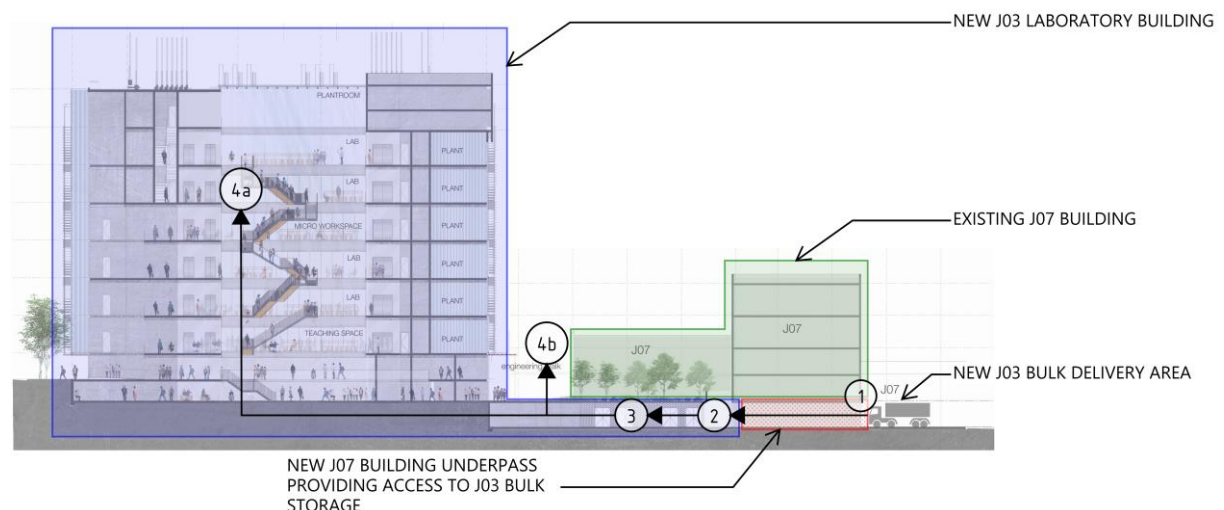 NEW J03 LABORATORY BUILDING
PLANTROOM
LAB
PLANT
4a
LAB
PLANT
MICRO WORKSPACE
PLANT
EXISTING J07 BUILDING
LAB
PLANT
LAB
PLANT
J07
TEACHING SPACE
PLANT
4b
J07
NEW J03 BULK DELIVERY AREA
1
J07
3
2
NEW J07 BUILDING UNDERPASS
PROVIDING ACCESS TO J03 BULK
STORAGE